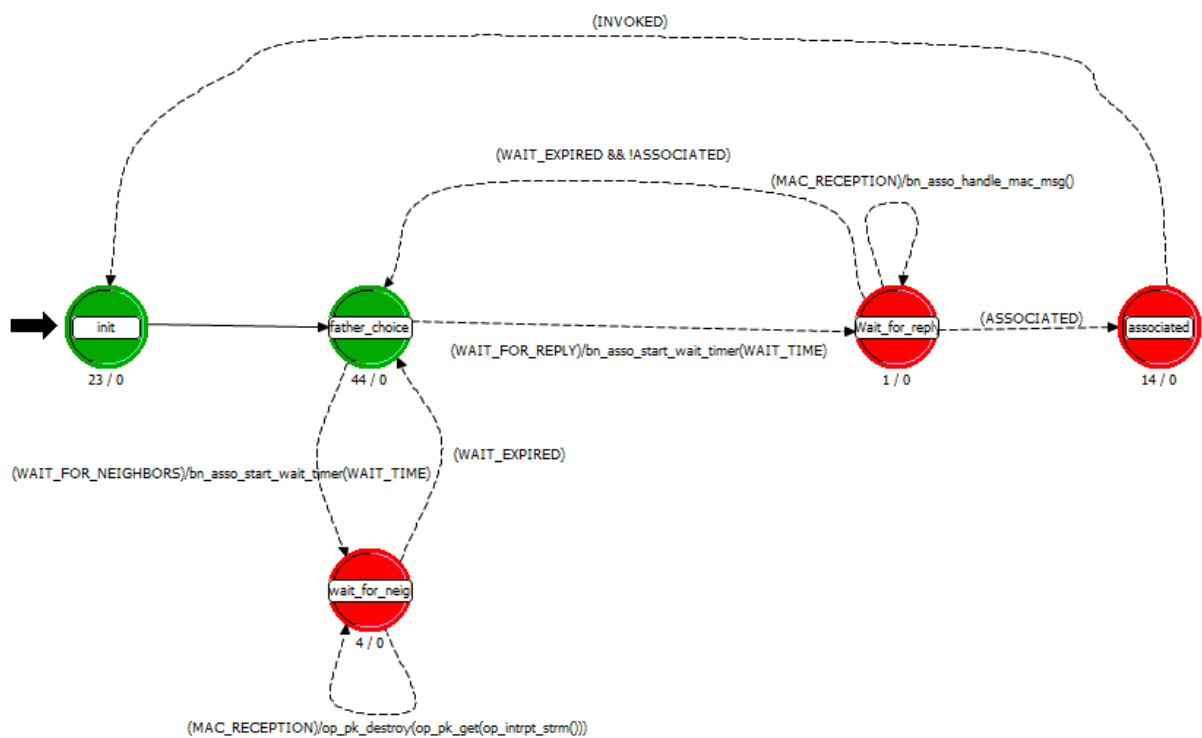 (INVOKED)
(WAIT_EXPIRED && !ASSOCIATED)
(MAC_RECEPTION)/bn_asso_handle_mac_msg()
init
father_choice
Wait_for_reply
(ASSOCIATED)
associated
(WAIT_FOR_REPLY)/bn_asso_start_wait_timer(WAIT_TIME)
23 / 0
44 / 0
1 / 0
14 / 0
(WAIT_EXPIRED)
(WAIT_FOR_NEIGHBORS)/bn_asso_start_wait_timer(WAIT_TIME)
wait_for_neig
4 / 0
(MAC_RECEPTION)/op_pk_destroy(op_pk_get(op_intrpt_strm()))